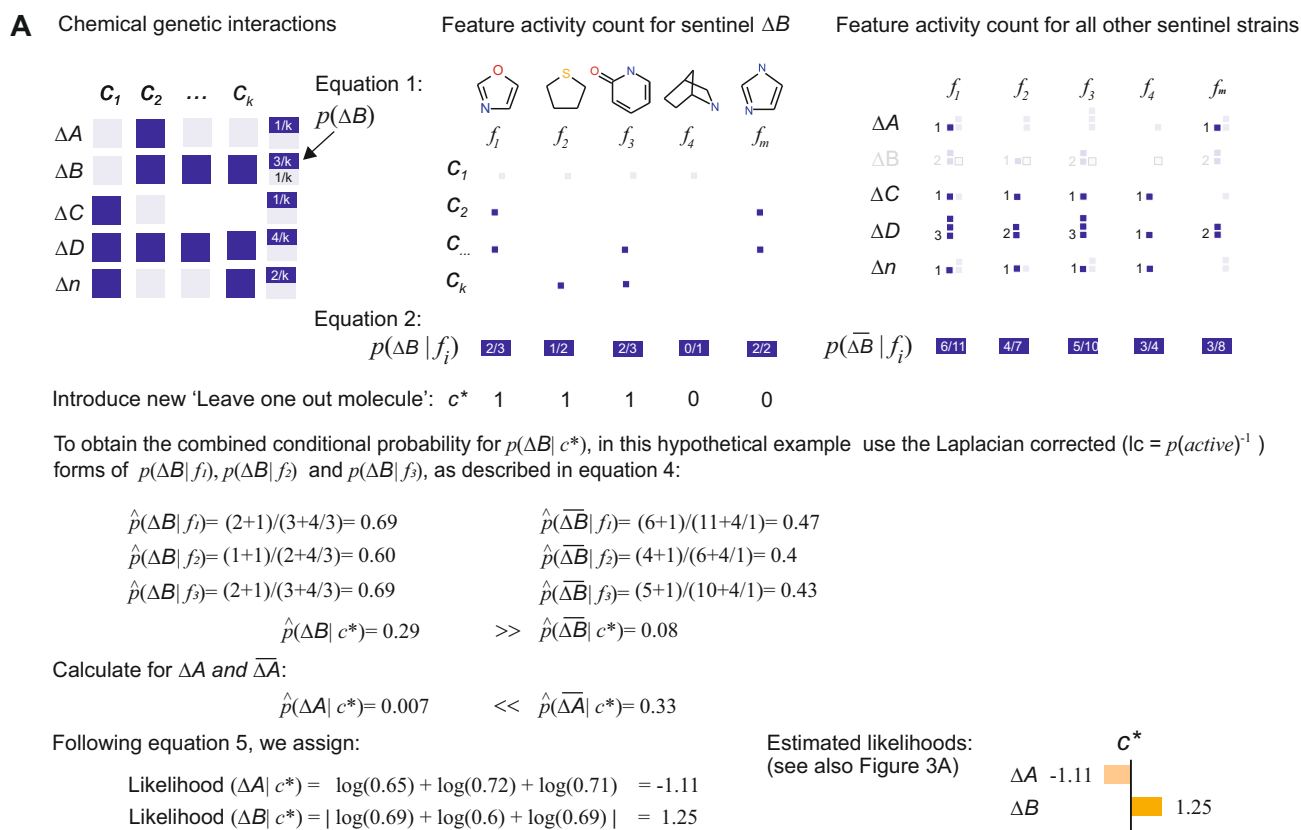 A Chemical genetic interactions
Feature activity count for sentinel ΔB
Feature activity count for all other sentinel strains
Equation 1:
p(ΔB)
C1 C2 ... Ck
ΔA 1/k
ΔB 3/k
1/k
ΔC 1/k
ΔD 4/k
Δn 2/k
O N S O N N N N
f1 f2 f3 f4 fm
C1
C2
C...
Ck
Equation 2:
p(ΔB | fi) 2/3 1/2 2/3 0/1 2/2
f1 f2 f3 f4 fm
ΔA 1 1
ΔB 2 1 2 2
ΔC 1 1 1 1
ΔD 3 2 3 1 2
Δn 1 1 1 1
p(Δ̅B̅ | fi) 6/11 4/7 5/10 3/4 3/8
Introduce new 'Leave one out molecule': c* 1 1 1 0 0
To obtain the combined conditional probability for p(ΔB| c*), in this hypothetical example use the Laplacian corrected (lc = p(active)-1 )
forms of p(ΔB| f1), p(ΔB| f2) and p(ΔB| f3), as described in equation 4:
p̂(ΔB| f1)= (2+1)/(3+4/3)= 0.69 p̂(Δ̅B̅| f1)= (6+1)/(11+4/1)= 0.47
p̂(ΔB| f2)= (1+1)/(2+4/3)= 0.60 p̂(Δ̅B̅| f2)= (4+1)/(6+4/1)= 0.4
p̂(ΔB| f3)= (2+1)/(3+4/3)= 0.69 p̂(Δ̅B̅| f3)= (5+1)/(10+4/1)= 0.43
p̂(ΔB| c*)= 0.29 >> p̂(Δ̅B̅| c*)= 0.08
Calculate for ΔA and Δ̅A̅:
p̂(ΔA| c*)= 0.007 << p̂(Δ̅A̅| c*)= 0.33
Following equation 5, we assign:
Likelihood (ΔA| c*) = log(0.65) + log(0.72) + log(0.71) = -1.11
Likelihood (ΔB| c*) = | log(0.69) + log(0.6) + log(0.69) | = 1.25
Estimated likelihoods:
(see also Figure 3A)
c*
ΔA -1.11
ΔB 1.25